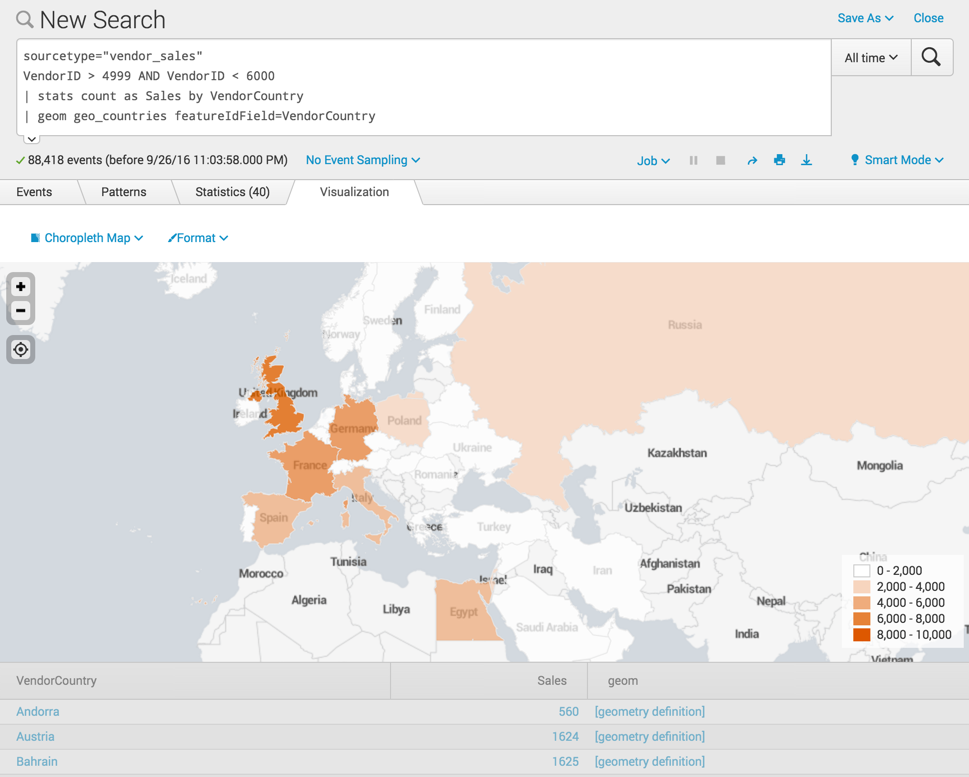 New Search
Save As
Close
sourcetype="vendor_sales"
VendorID > 4999 AND VendorID < 6000
| stats count as Sales by VendorCountry
| geom geo_countries featureIdField=VendorCountry
All time
88,418 events (before 9/26/16 11:03:58.000 PM)
No Event Sampling
Job
Smart Mode
Events
Patterns
Statistics (40)
Visualization
Choropleth Map
Format
+
Iceland
Finland
Sweden
Norway
Russia
United Kingdom
Ireland
Germany
Poland
Ukraine
Kazakhstan
Mongolia
France
Romania
Italy
Uzbekistan
Spain
Greece
Turkey
China
Tunisia
Morocco
Israel
Iraq
Iran
Afghanistan
Algeria
Libya
Egypt
Pakistan
Nepal
Saudi Arabia
India
Vietnam
0 - 2,000
2,000 - 4,000
4,000 - 6,000
6,000 - 8,000
8,000 - 10,000
VendorCountry Sales geom
Andorra 560 [geometry definition]
Austria 1624 [geometry definition]
Bahrain 1625 [geometry definition]